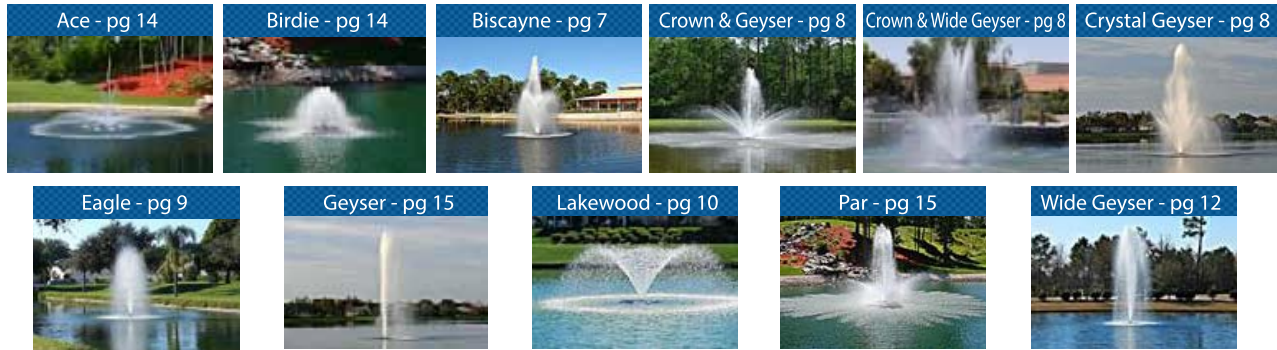 Ace - pg 14
Birdie - pg 14
Biscayne - pg 7
Crown & Geyser - pg 8
Crown & Wide Geyser - pg 8
Crystal Geyser - pg 8
Eagle - pg 9
Geyser - pg 15
Lakewood - pg 10
Par - pg 15
Wide Geyser - pg 12